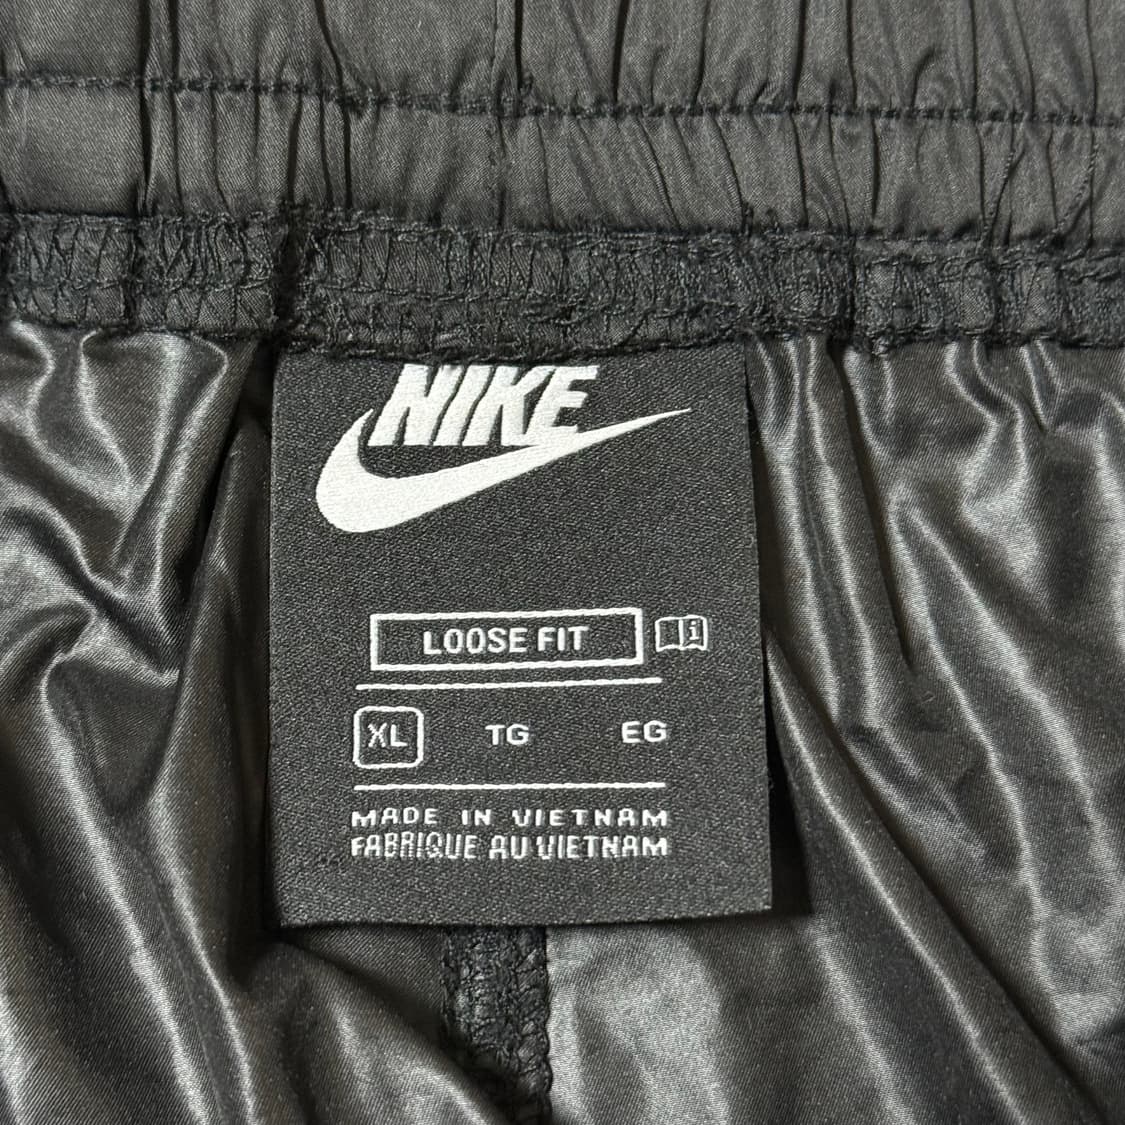 NIKE
LOOSE FIT
XL TG EG
MADE IN VIETNAM
FABRIQUE AU VIETNAM